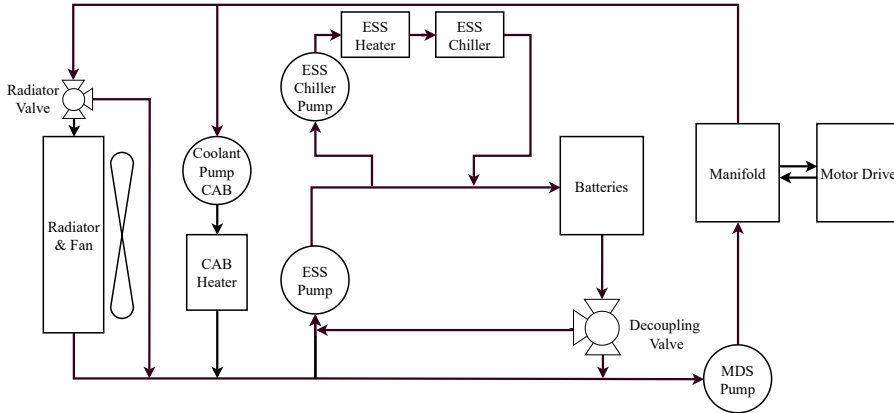 ESS
Heater
ESS
Chiller
ESS
Chiller
Pump
Radiator
Valve
Coolant
Pump
CAB
Batteries
Manifold
Motor Drive
Radiator
& Fan
CAB
Heater
ESS
Pump
Decoupling
Valve
MDS
Pump